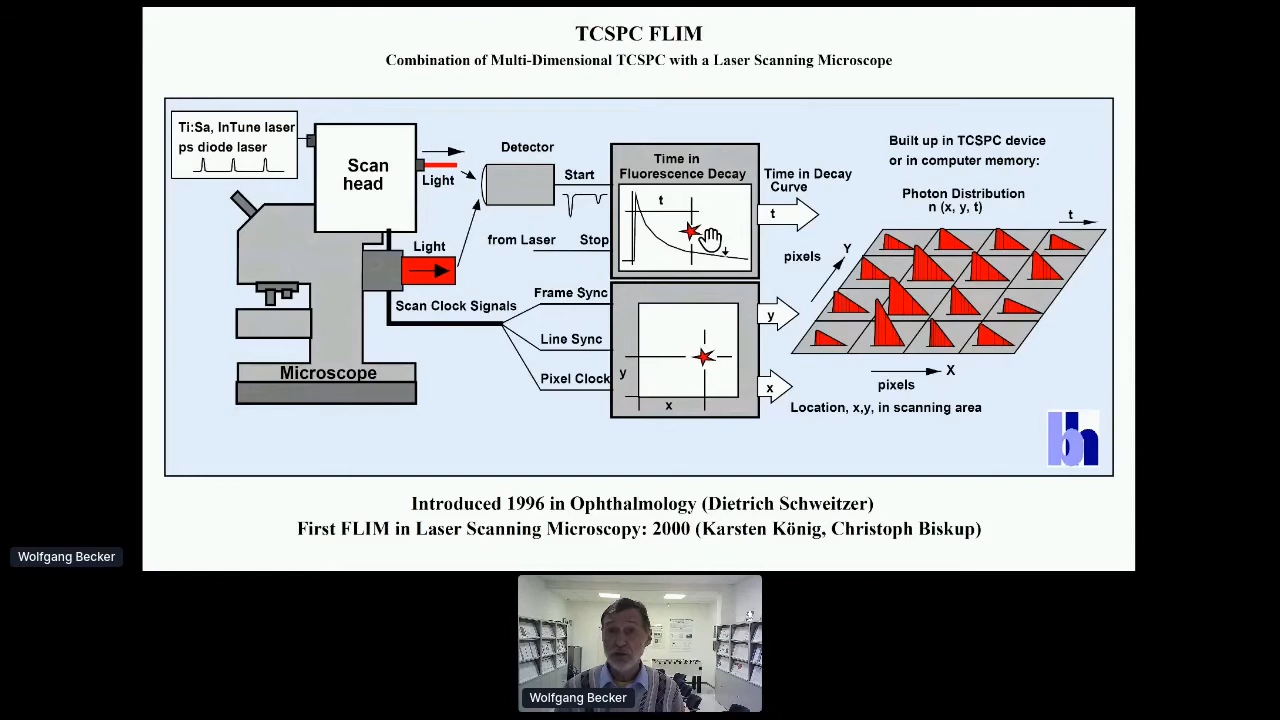 TCSPC FLIM
Combination of Multi-Dimensional TCSPC with a Laser Scanning Microscope
Ti:Sa, InTune laser
ps diode laser
Scan
head
Light
Detector
Start
Time in
Fluorescence Decay
t
Time in Decay
Curve
t
Built up in TCSPC device
or in computer memory:
Photon Distribution
n (x, y, t)
t
Light
from Laser
Stop
pixels
Y
Scan Clock Signals
Frame Sync
Line Sync
Pixel Clock
y
x
y
x
X
pixels
Location, x,y, in scanning area
Microscope
bh
Introduced 1996 in Ophthalmology (Dietrich Schweitzer)
First FLIM in Laser Scanning Microscopy: 2000 (Karsten König, Christoph Biskup)
Wolfgang Becker
Wolfgang Becker